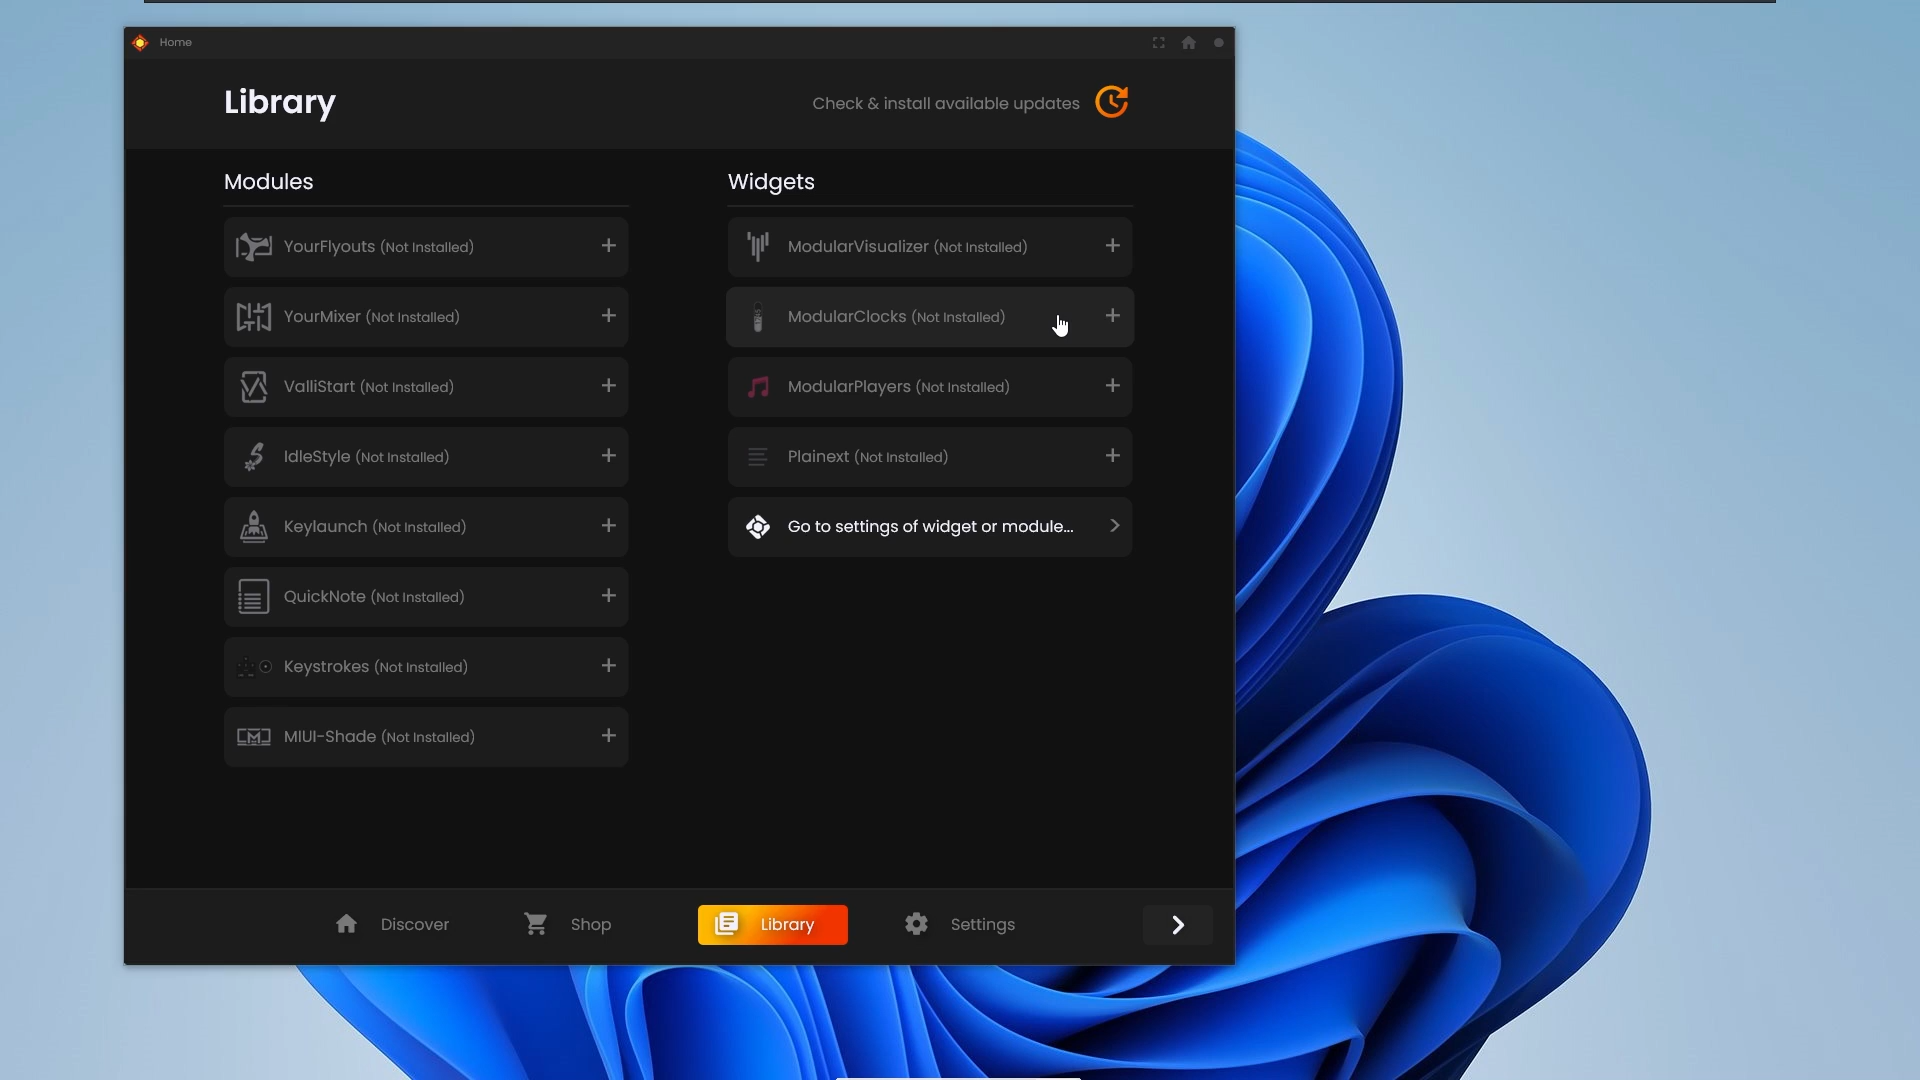 Home
Library
Check & install available updates
Modules
YourFlyouts (Not Installed)
YourMixer (Not Installed)
ValliStart (Not Installed)
IdleStyle (Not Installed)
Keylaunch (Not Installed)
QuickNote (Not Installed)
Keystrokes (Not Installed)
MIUI-Shade (Not Installed)
Widgets
ModularVisualizer (Not Installed)
ModularClocks (Not Installed)
ModularPlayers (Not Installed)
Plainext (Not Installed)
Go to settings of widget or module...
Discover
Shop
Library
Settings